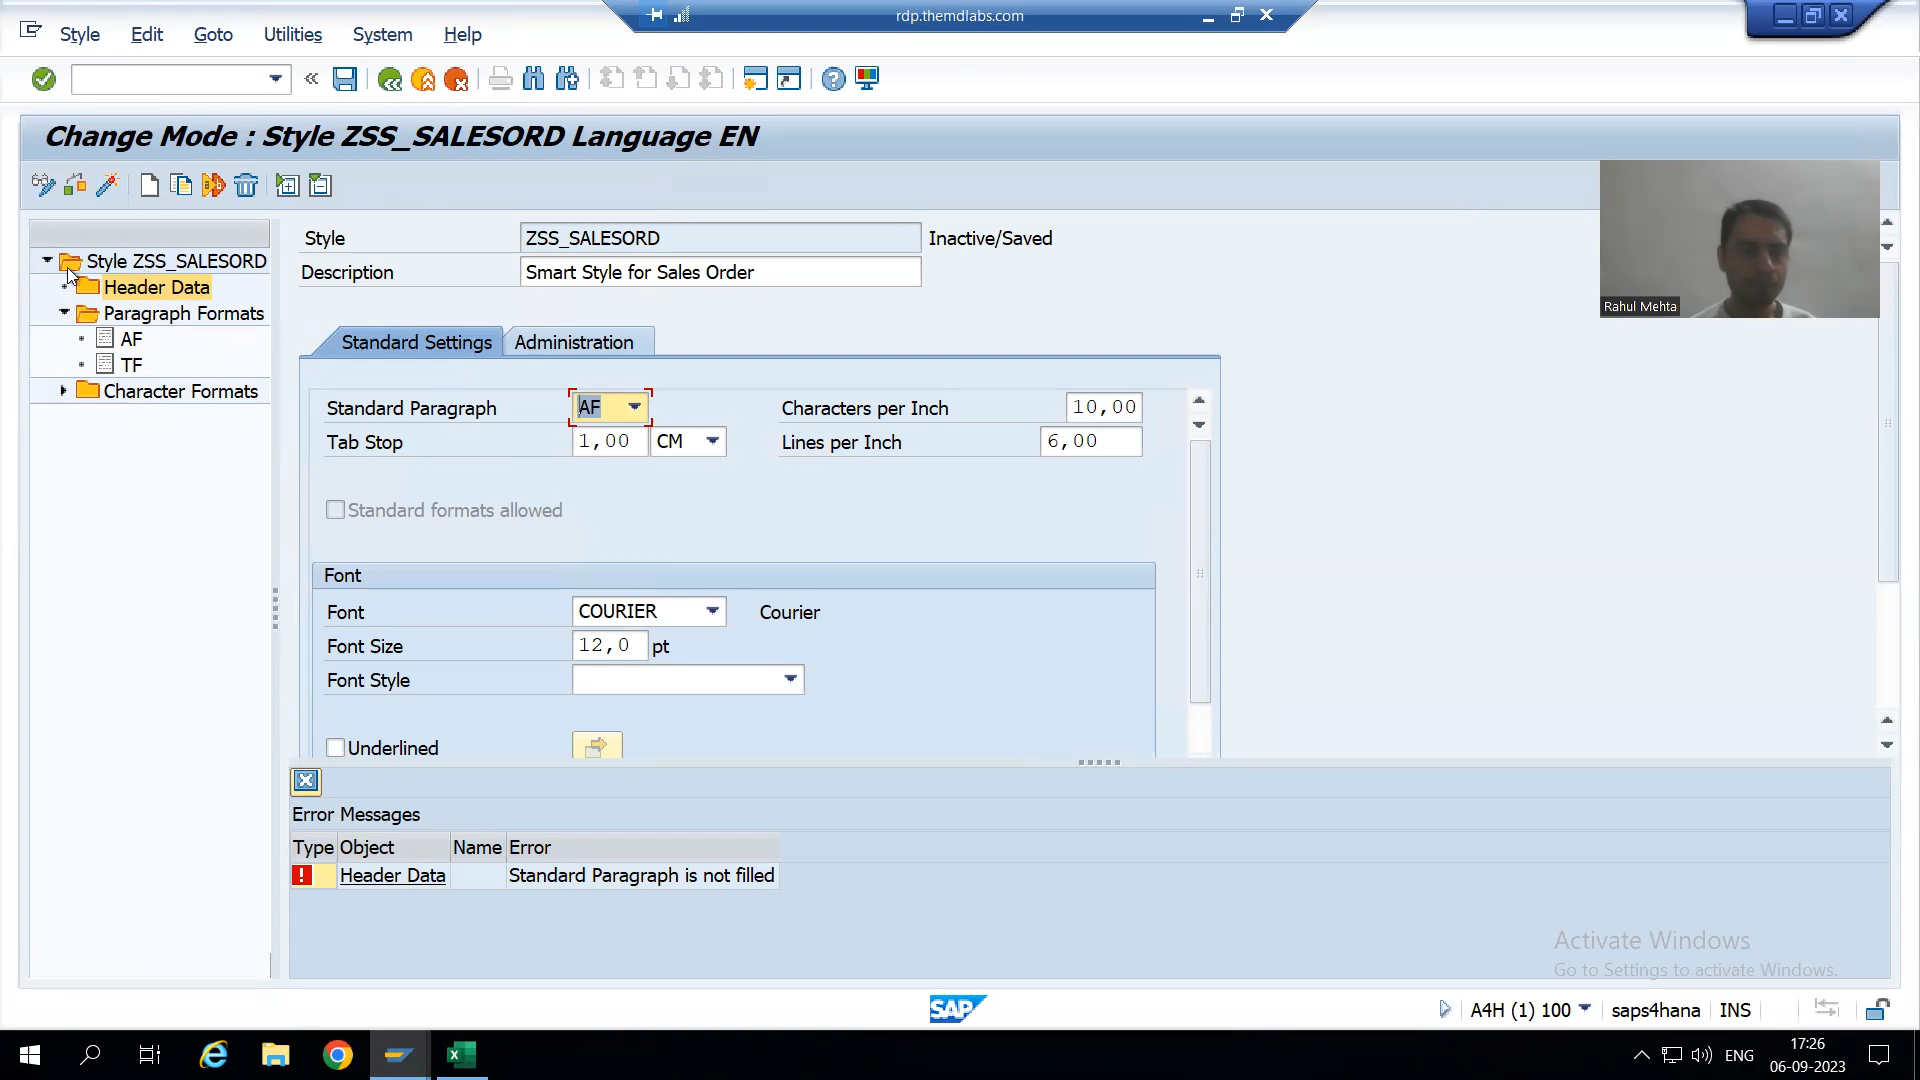 rdp.themdlabs.com
Style Edit Goto Utilities System Help
Change Mode : Style ZSS_SALESORD Language EN
Style ZSS_SALESORD
Header Data
Paragraph Formats
AF
TF
Character Formats
Style ZSS_SALESORD Inactive/Saved
Description Smart Style for Sales Order
Standard Settings Administration
Standard Paragraph AF Characters per Inch 10,00
Tab Stop 1,00 CM Lines per Inch 6,00
Standard formats allowed
Font
Font COURIER Courier
Font Size 12,0 pt
Font Style
Underlined
Rahul Mehta
Error Messages
Type Object Name Error
Header Data Standard Paragraph is not filled
Activate Windows
Go to Settings to activate Windows.
SAP
A4H (1) 100 saps4hana INS
ENG
17:26
06-09-2023